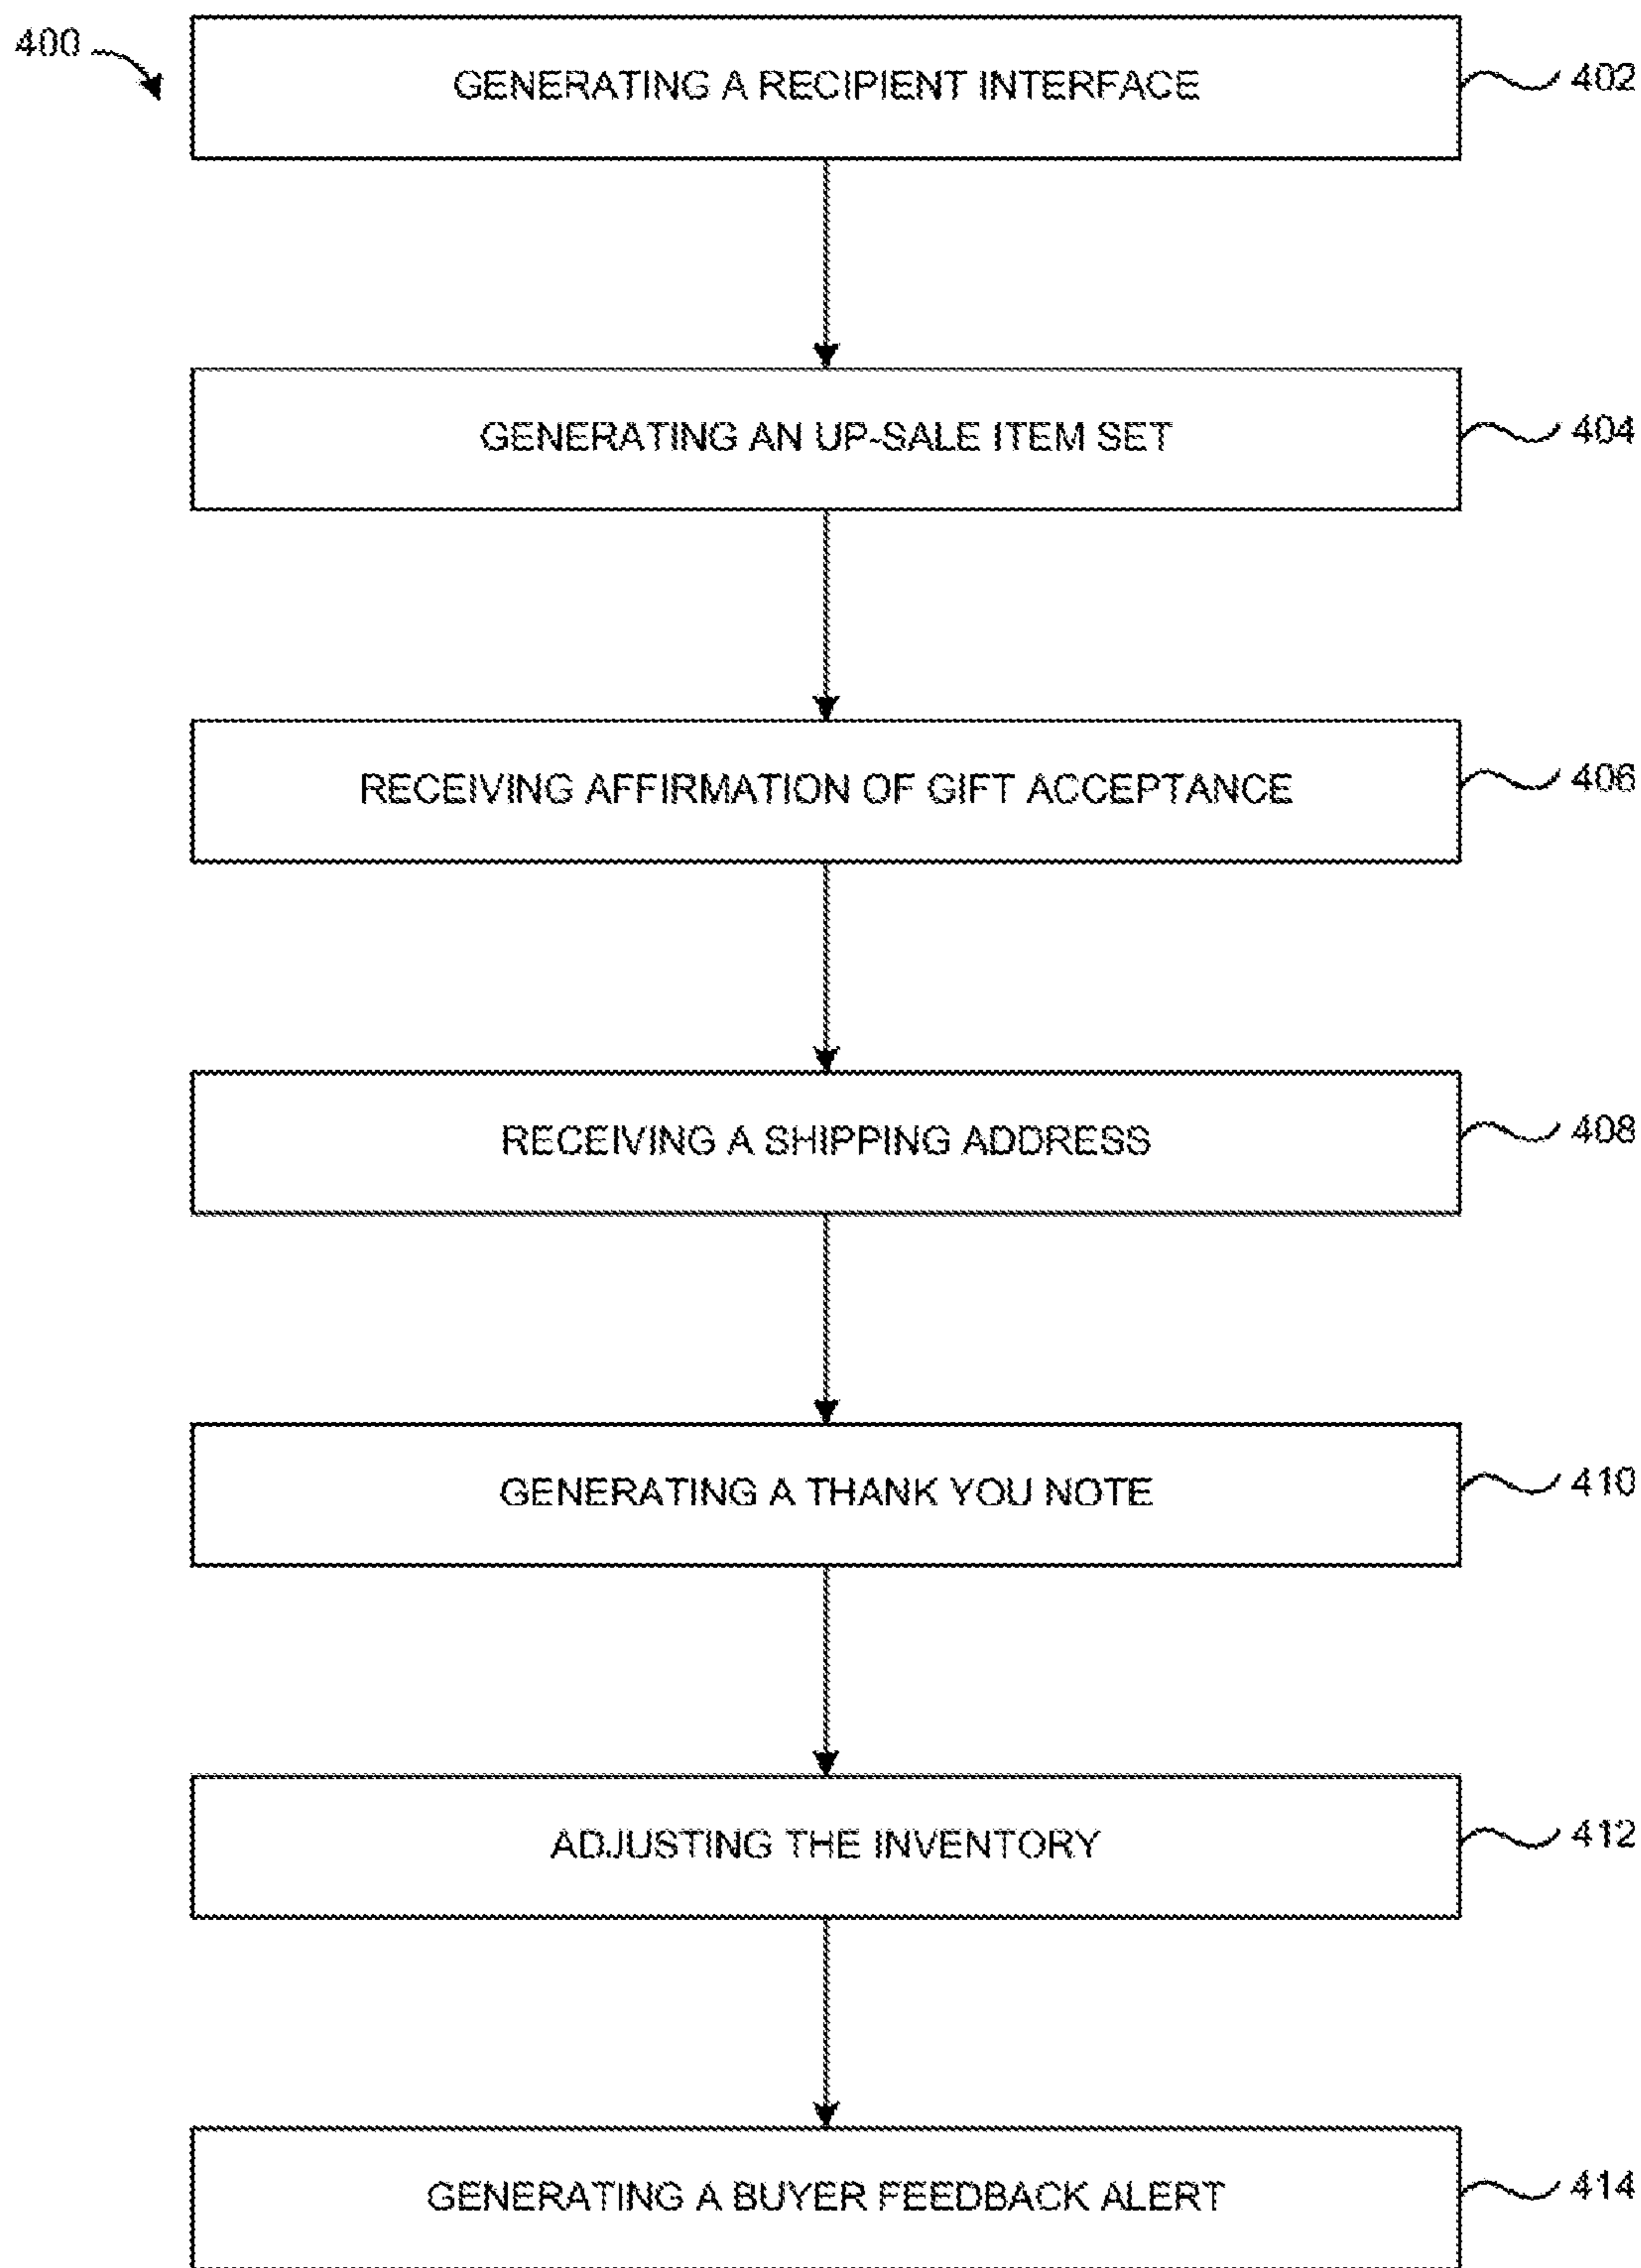 400
GENERATING A RECIPIENT INTERFACE
402
GENERATING AN UP-SALE ITEM SET
404
RECEIVING AFFIRMATION OF GIFT ACCEPTANCE
406
RECEIVING A SHIPPING ADDRESS
408
GENERATING A THANK YOU NOTE
410
ADJUSTING THE INVENTORY
412
GENERATING A BUYER FEEDBACK ALERT
414